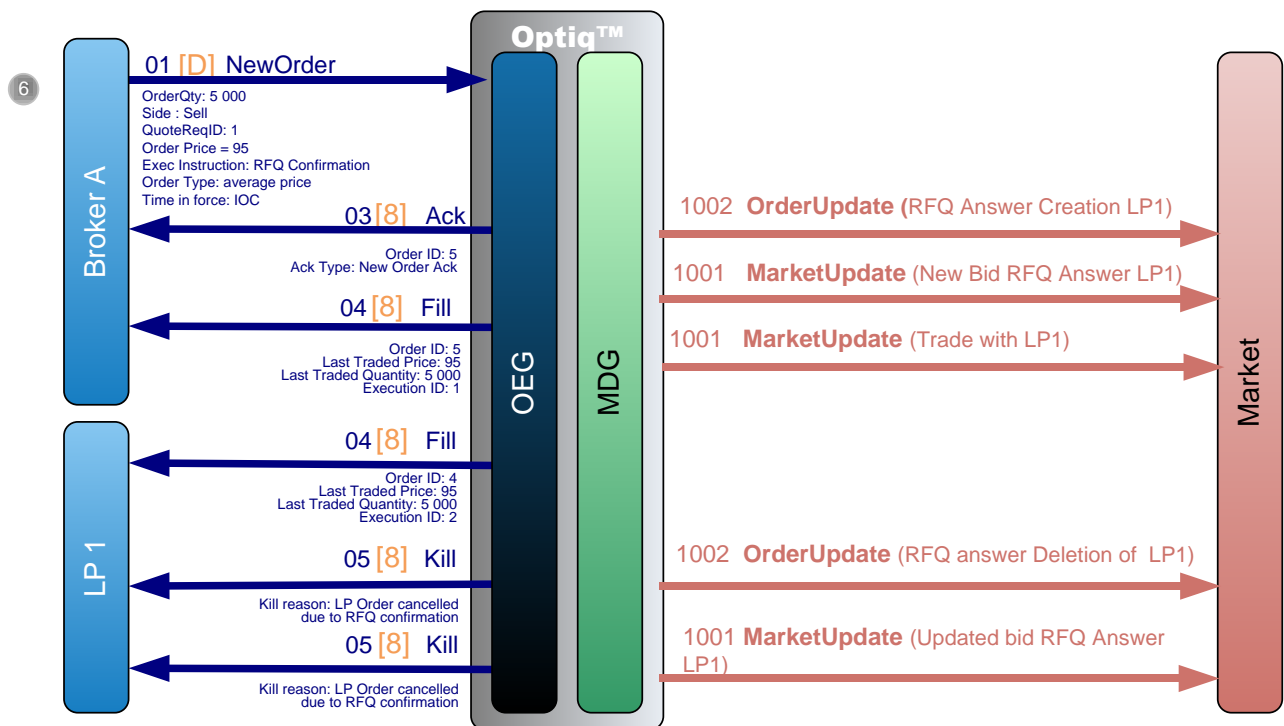 Optiq™
6
Broker A
01 [D] NewOrder
OrderQty: 5 000
Side : Sell
QuoteReqID: 1
Order Price = 95
Exec Instruction: RFQ Confirmation
Order Type: average price
Time in force: IOC
03 [8] Ack
Order ID: 5
Ack Type: New Order Ack
04 [8] Fill
Order ID: 5
Last Traded Price: 95
Last Traded Quantity: 5 000
Execution ID: 1
LP 1
04 [8] Fill
Order ID: 4
Last Traded Price: 95
Last Traded Quantity: 5 000
Execution ID: 2
05 [8] Kill
Kill reason: LP Order cancelled
due to RFQ confirmation
05 [8] Kill
Kill reason: LP Order cancelled
due to RFQ confirmation
OEG
MDG
1002 OrderUpdate (RFQ Answer Creation LP1)
1001 MarketUpdate (New Bid RFQ Answer LP1)
1001 MarketUpdate (Trade with LP1)
1002 OrderUpdate (RFQ answer Deletion of LP1)
1001 MarketUpdate (Updated bid RFQ Answer
LP1)
Market